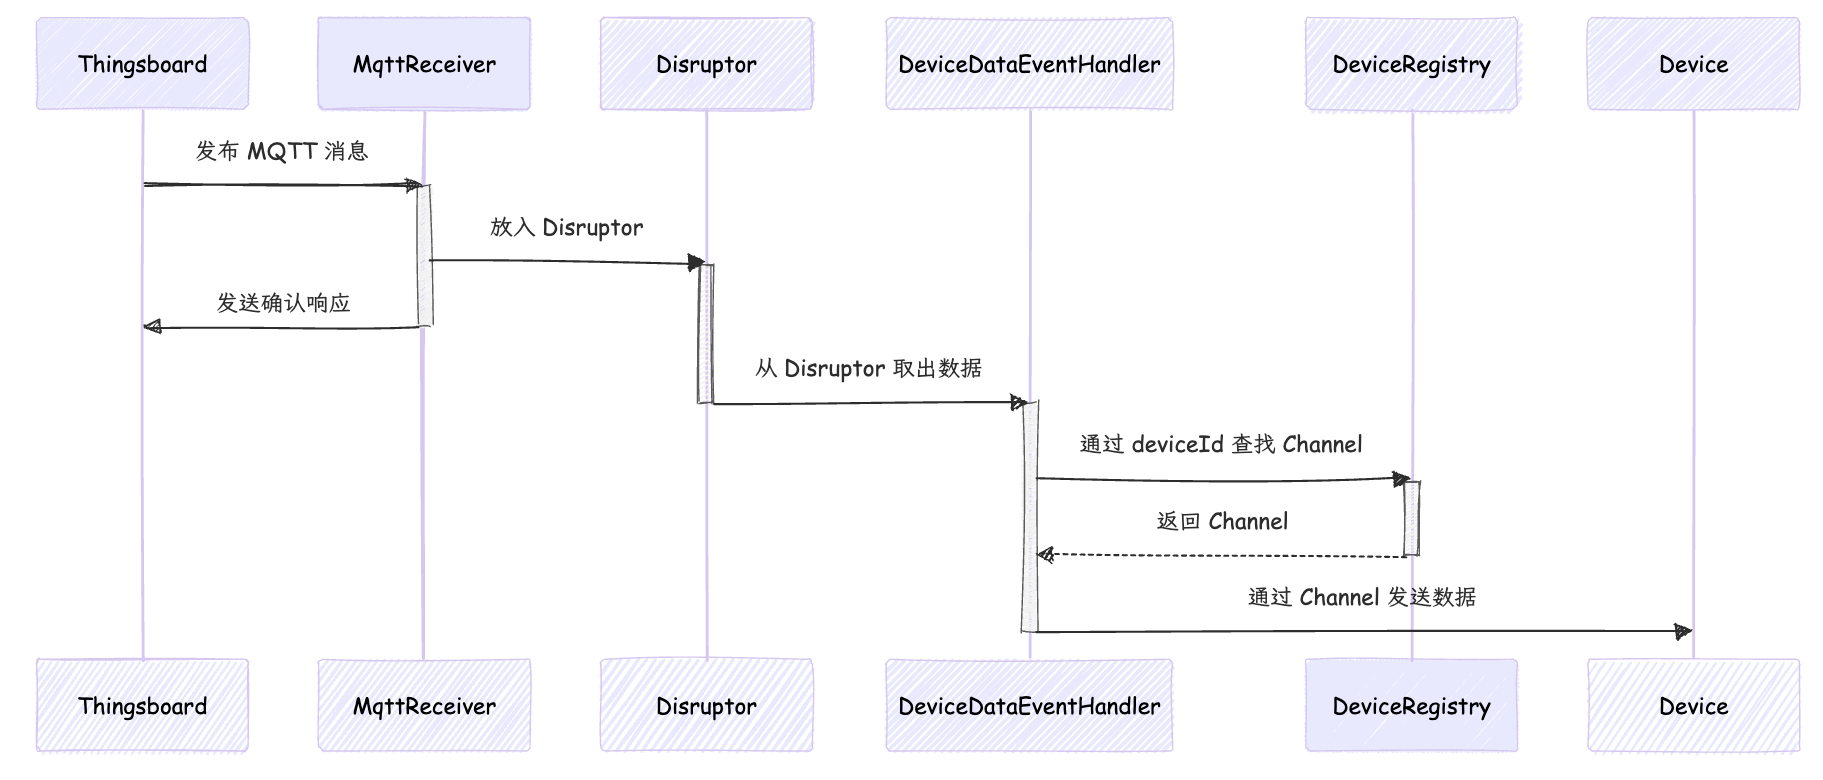 Thingsboard
MqttReceiver
Disruptor
DeviceDataEventHandler
DeviceRegistry
Device
发布 MQTT 消息
放入 Disruptor
发送确认响应
从 Disruptor 取出数据
通过 deviceId 查找 Channel
返回 Channel
通过 Channel 发送数据
Thingsboard
MqttReceiver
Disruptor
DeviceDataEventHandler
DeviceRegistry
Device